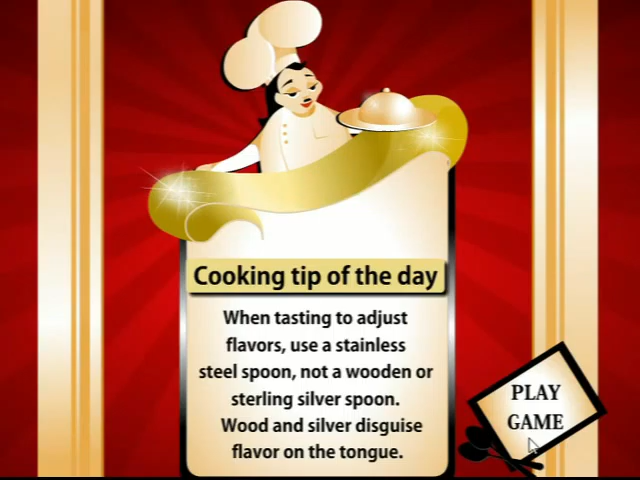 Cooking tip of the day
When tasting to adjust
flavors, use a stainless
steel spoon, not a wooden or
sterling silver spoon.
Wood and silver disguise
flavor on the tongue.
PLAY
GAME